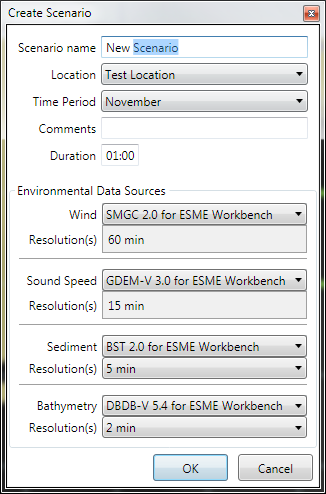 Create Scenario
Scenario name New Scenario
Location Test Location
Time Period November
Comments
Duration 01:00
Environmental Data Sources
Wind SMGC 2.0 for ESME Workbench
Resolution(s) 60 min
Sound Speed GDEM-V 3.0 for ESME Workbench
Resolution(s) 15 min
Sediment BST 2.0 for ESME Workbench
Resolution(s) 5 min
Bathymetry DBDB-V 5.4 for ESME Workbench
Resolution(s) 2 min
OK Cancel